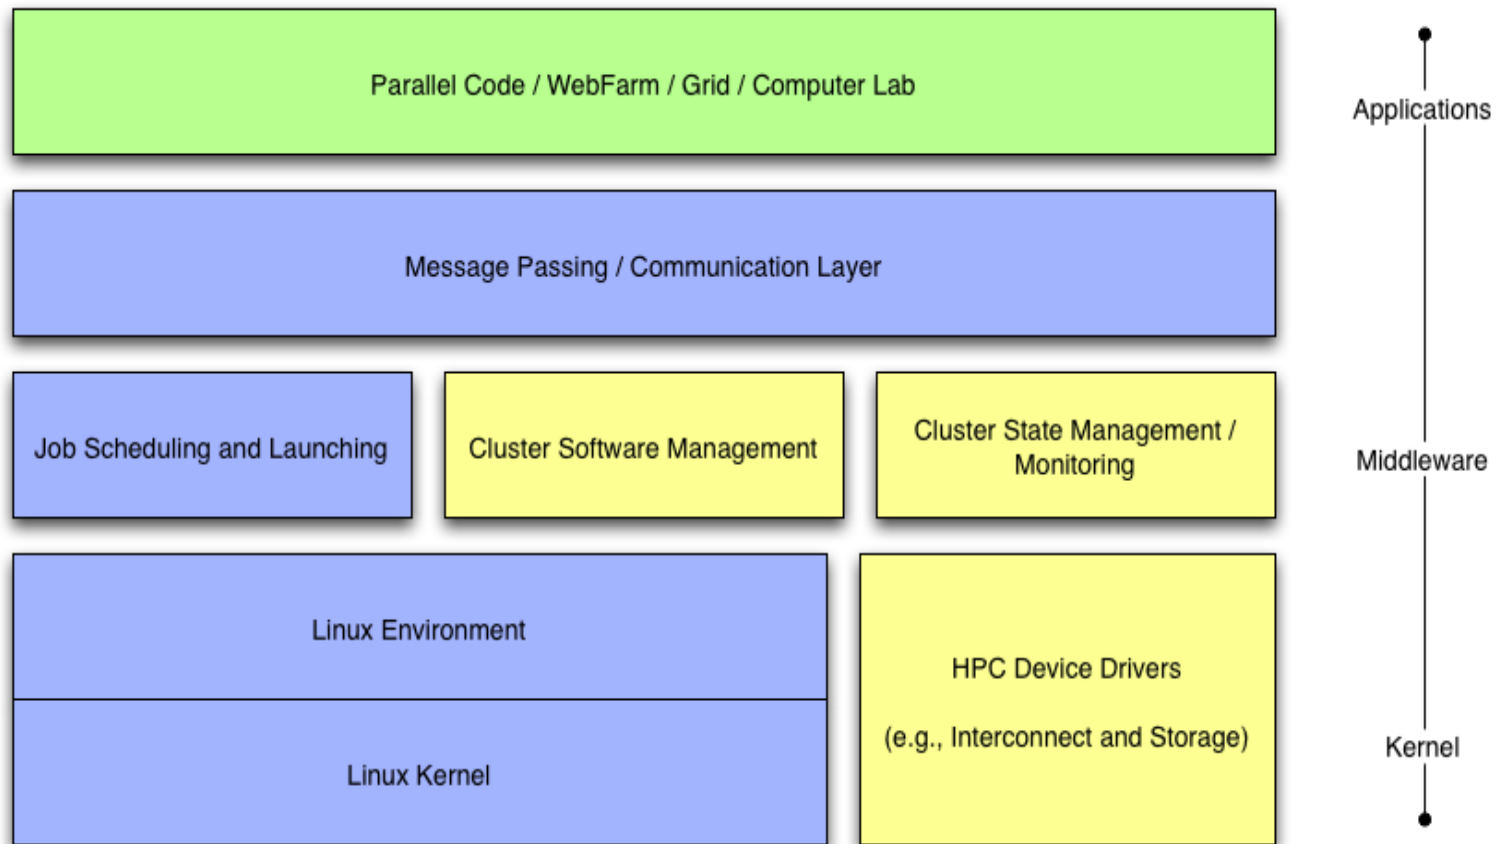 Parallel Code / WebFarm / Grid / Computer Lab
Applications
Message Passing / Communication Layer
Job Scheduling and Launching
Cluster Software Management
Cluster State Management /
Monitoring
Middleware
Linux Environment
HPC Device Drivers
(e.g., Interconnect and Storage)
Kernel
Linux Kernel